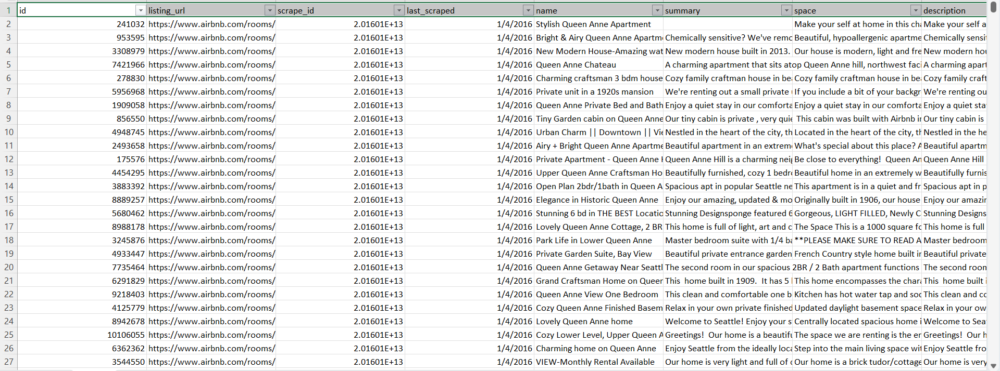 1 id listing_url scrape_id last_scraped name summary space description
2 241032 https://www.airbnb.com/rooms/ 2.01601E+13 1/4/2016 Stylish Queen Anne Apartment Make your self at home in this cha Make your self a
3 953595 https://www.airbnb.com/rooms/ 2.01601E+13 1/4/2016 Bright & Airy Queen Anne Apartm Chemically sensitive? We've remo Beautiful, hypoallergenic apartme Chemically sensit
4 3308979 https://www.airbnb.com/rooms/ 2.01601E+13 1/4/2016 New Modern House-Amazing wat New modern house built in 2013. Our house is modern, light and fre New modern hou
5 7421966 https://www.airbnb.com/rooms/ 2.01601E+13 1/4/2016 Queen Anne Chateau A charming apartment that sits atop Queen Anne hill, northwest faci A charming apart
6 278830 https://www.airbnb.com/rooms/ 2.01601E+13 1/4/2016 Charming craftsman 3 bdm house Cozy family craftman house in bea Cozy family craftman house in bea Cozy family craft
7 5956968 https://www.airbnb.com/rooms/ 2.01601E+13 1/4/2016 Private unit in a 1920s mansion We're renting out a small private If you include a bit of your backgr We're renting ou
8 1909058 https://www.airbnb.com/rooms/ 2.01601E+13 1/4/2016 Queen Anne Private Bed and Bath Enjoy a quiet stay in our comforta Enjoy a quiet stay in our comforta Enjoy a quiet sta
9 856550 https://www.airbnb.com/rooms/ 2.01601E+13 1/4/2016 Tiny Garden cabin on Queen Anne Our tiny cabin is private , very quie This cabin was built with Airbnb in Our tiny cabin is
10 4948745 https://www.airbnb.com/rooms/ 2.01601E+13 1/4/2016 Urban Charm || Downtown || Vie Nestled in the heart of the city, th Located in the heart of the city, th Nestled in the he
11 2493658 https://www.airbnb.com/rooms/ 2.01601E+13 1/4/2016 Airy + Bright Queen Anne Apartme Beautiful apartment in an extrem What's special about this place? A Beautiful apartm
12 175576 https://www.airbnb.com/rooms/ 2.01601E+13 1/4/2016 Private Apartment - Queen Anne H Queen Anne Hill is a charming neig Be close to everything! Queen An Queen Anne Hill
13 4454295 https://www.airbnb.com/rooms/ 2.01601E+13 1/4/2016 Upper Queen Anne Craftsman Ho Beautifully furnished, cozy 1 bedr Beautiful home in an extremely w Beautifully furnis
14 3883392 https://www.airbnb.com/rooms/ 2.01601E+13 1/4/2016 Open Plan 2bdr/1bath in Queen A Spacious apt in popular Seattle ne This apartment is in a quiet and fr Spacious apt in p
15 8889257 https://www.airbnb.com/rooms/ 2.01601E+13 1/4/2016 Elegance in Historic Queen Anne Enjoy our amazing, updated & mo Originally built in 1906, our house Enjoy our amazin
16 5680462 https://www.airbnb.com/rooms/ 2.01601E+13 1/4/2016 Stunning 6 bd in THE BEST Locatio Stunning Designsponge featured 6 Gorgeous, LIGHT FILLED, Newly C Stunning Designs
17 8988178 https://www.airbnb.com/rooms/ 2.01601E+13 1/4/2016 Lovely Queen Anne Cottage, 2 BR This home is full of light, art and c The Space This is a 1000 square fo This home is full
18 3245876 https://www.airbnb.com/rooms/ 2.01601E+13 1/4/2016 Park Life in Lower Queen Anne Master bedroom suite with 1/4 ba **PLEASE MAKE SURE TO READ A Master bedroom
19 4933447 https://www.airbnb.com/rooms/ 2.01601E+13 1/4/2016 Private Garden Suite, Bay View Beautiful private entrance garden French Country style home built in Beautiful private
20 7735464 https://www.airbnb.com/rooms/ 2.01601E+13 1/4/2016 Queen Anne Getaway Near Seattl The second room in our spacious 2BR / 2 Bath apartment functions The second room
21 6291829 https://www.airbnb.com/rooms/ 2.01601E+13 1/4/2016 Grand Craftsman Home on Queen This home built in 1909. It has 5 This home encompasses the chara This home built i
22 9218403 https://www.airbnb.com/rooms/ 2.01601E+13 1/4/2016 Queen Anne View One Bedroom This clean and comfortable one b Kitchen has hot water tap and soo This clean and co
23 4125779 https://www.airbnb.com/rooms/ 2.01601E+13 1/4/2016 Cozy Queen Anne Finished Basem Relax in your own private finished Updated daylight basement space Relax in your ow
24 8942678 https://www.airbnb.com/rooms/ 2.01601E+13 1/4/2016 Lovely Queen Anne home Welcome to Seattle! Enjoy your s Centrally located spacious home i Welcome to Sea
25 10106055 https://www.airbnb.com/rooms/ 2.01601E+13 1/4/2016 Cozy Lower Level, Upper Queen A Greetings! Our home is a beautifu The space we are renting is the en Greetings! Our h
26 6362362 https://www.airbnb.com/rooms/ 2.01601E+13 1/4/2016 Charming home on Queen Anne Enjoy Seattle from the ideally loca Step into the main living space wit Enjoy Seattle fro
27 3544550 https://www.airbnb.com/rooms/ 2.01601E+13 1/4/2016 VIEW-Monthly Rental Available Our home is very light and full of c Our home is a brick tudor/cottage Our home is very